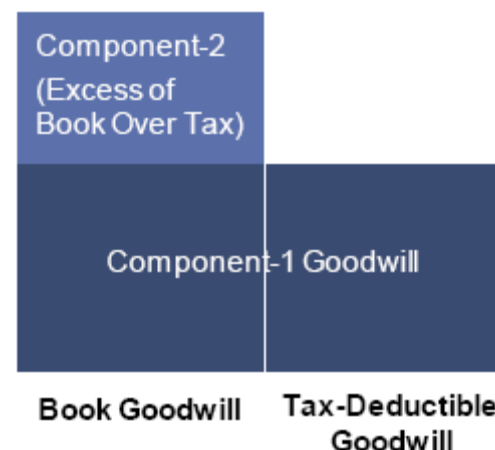 Component-2
(Excess of
Book Over Tax)
Component-1 Goodwill
Book Goodwill
Tax-Deductible
Goodwill